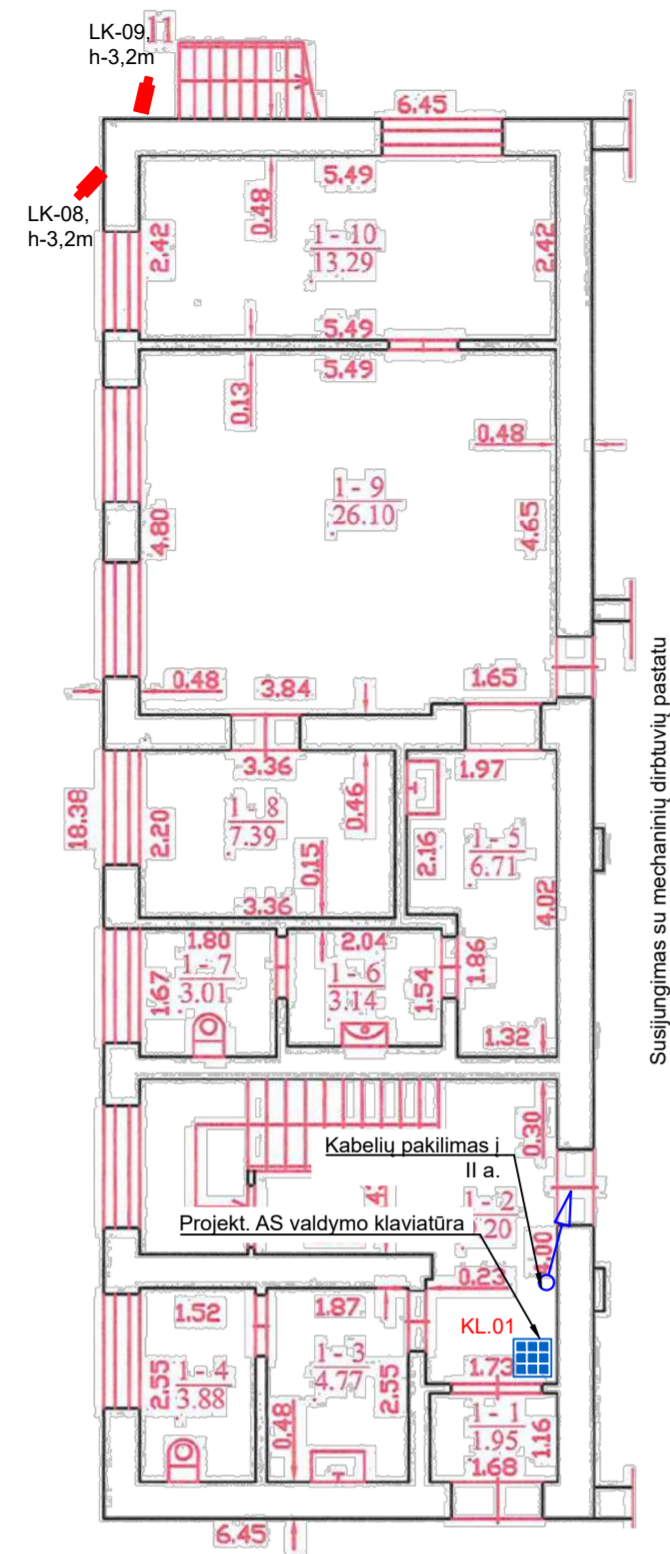 LK-09,
h-3,2m
11
6.45
LK-08,
h-3,2m
5.49
0.48
2.42
1 - 10
13.29
2.42
5.49
5.49
0.13
0.48
1 - 9
26.10
4.80
4.65
0.48
3.84
1.65
Susijungimas su mechaninių dirbtuvių pastatu
18.38
3.36
1 - 8
7.39
2.20
0.46
0.15
3.36
1.97
1 - 5
6.71
2.16
4.02
1.80
1 - 7
3.01
1.67
2.04
1 - 6
3.14
1.54
1.86
1.32
0.30
Kabelių pakilimas į
II a.
1 - 2
20
Projekt. AS valdymo klaviatūra
.00
0.23
KL.01
1.52
1 - 4
3.88
2.55
1.87
1 - 3
4.77
2.55
0.48
1.73
1 - 1
1.95
1.16
1.68
6.45